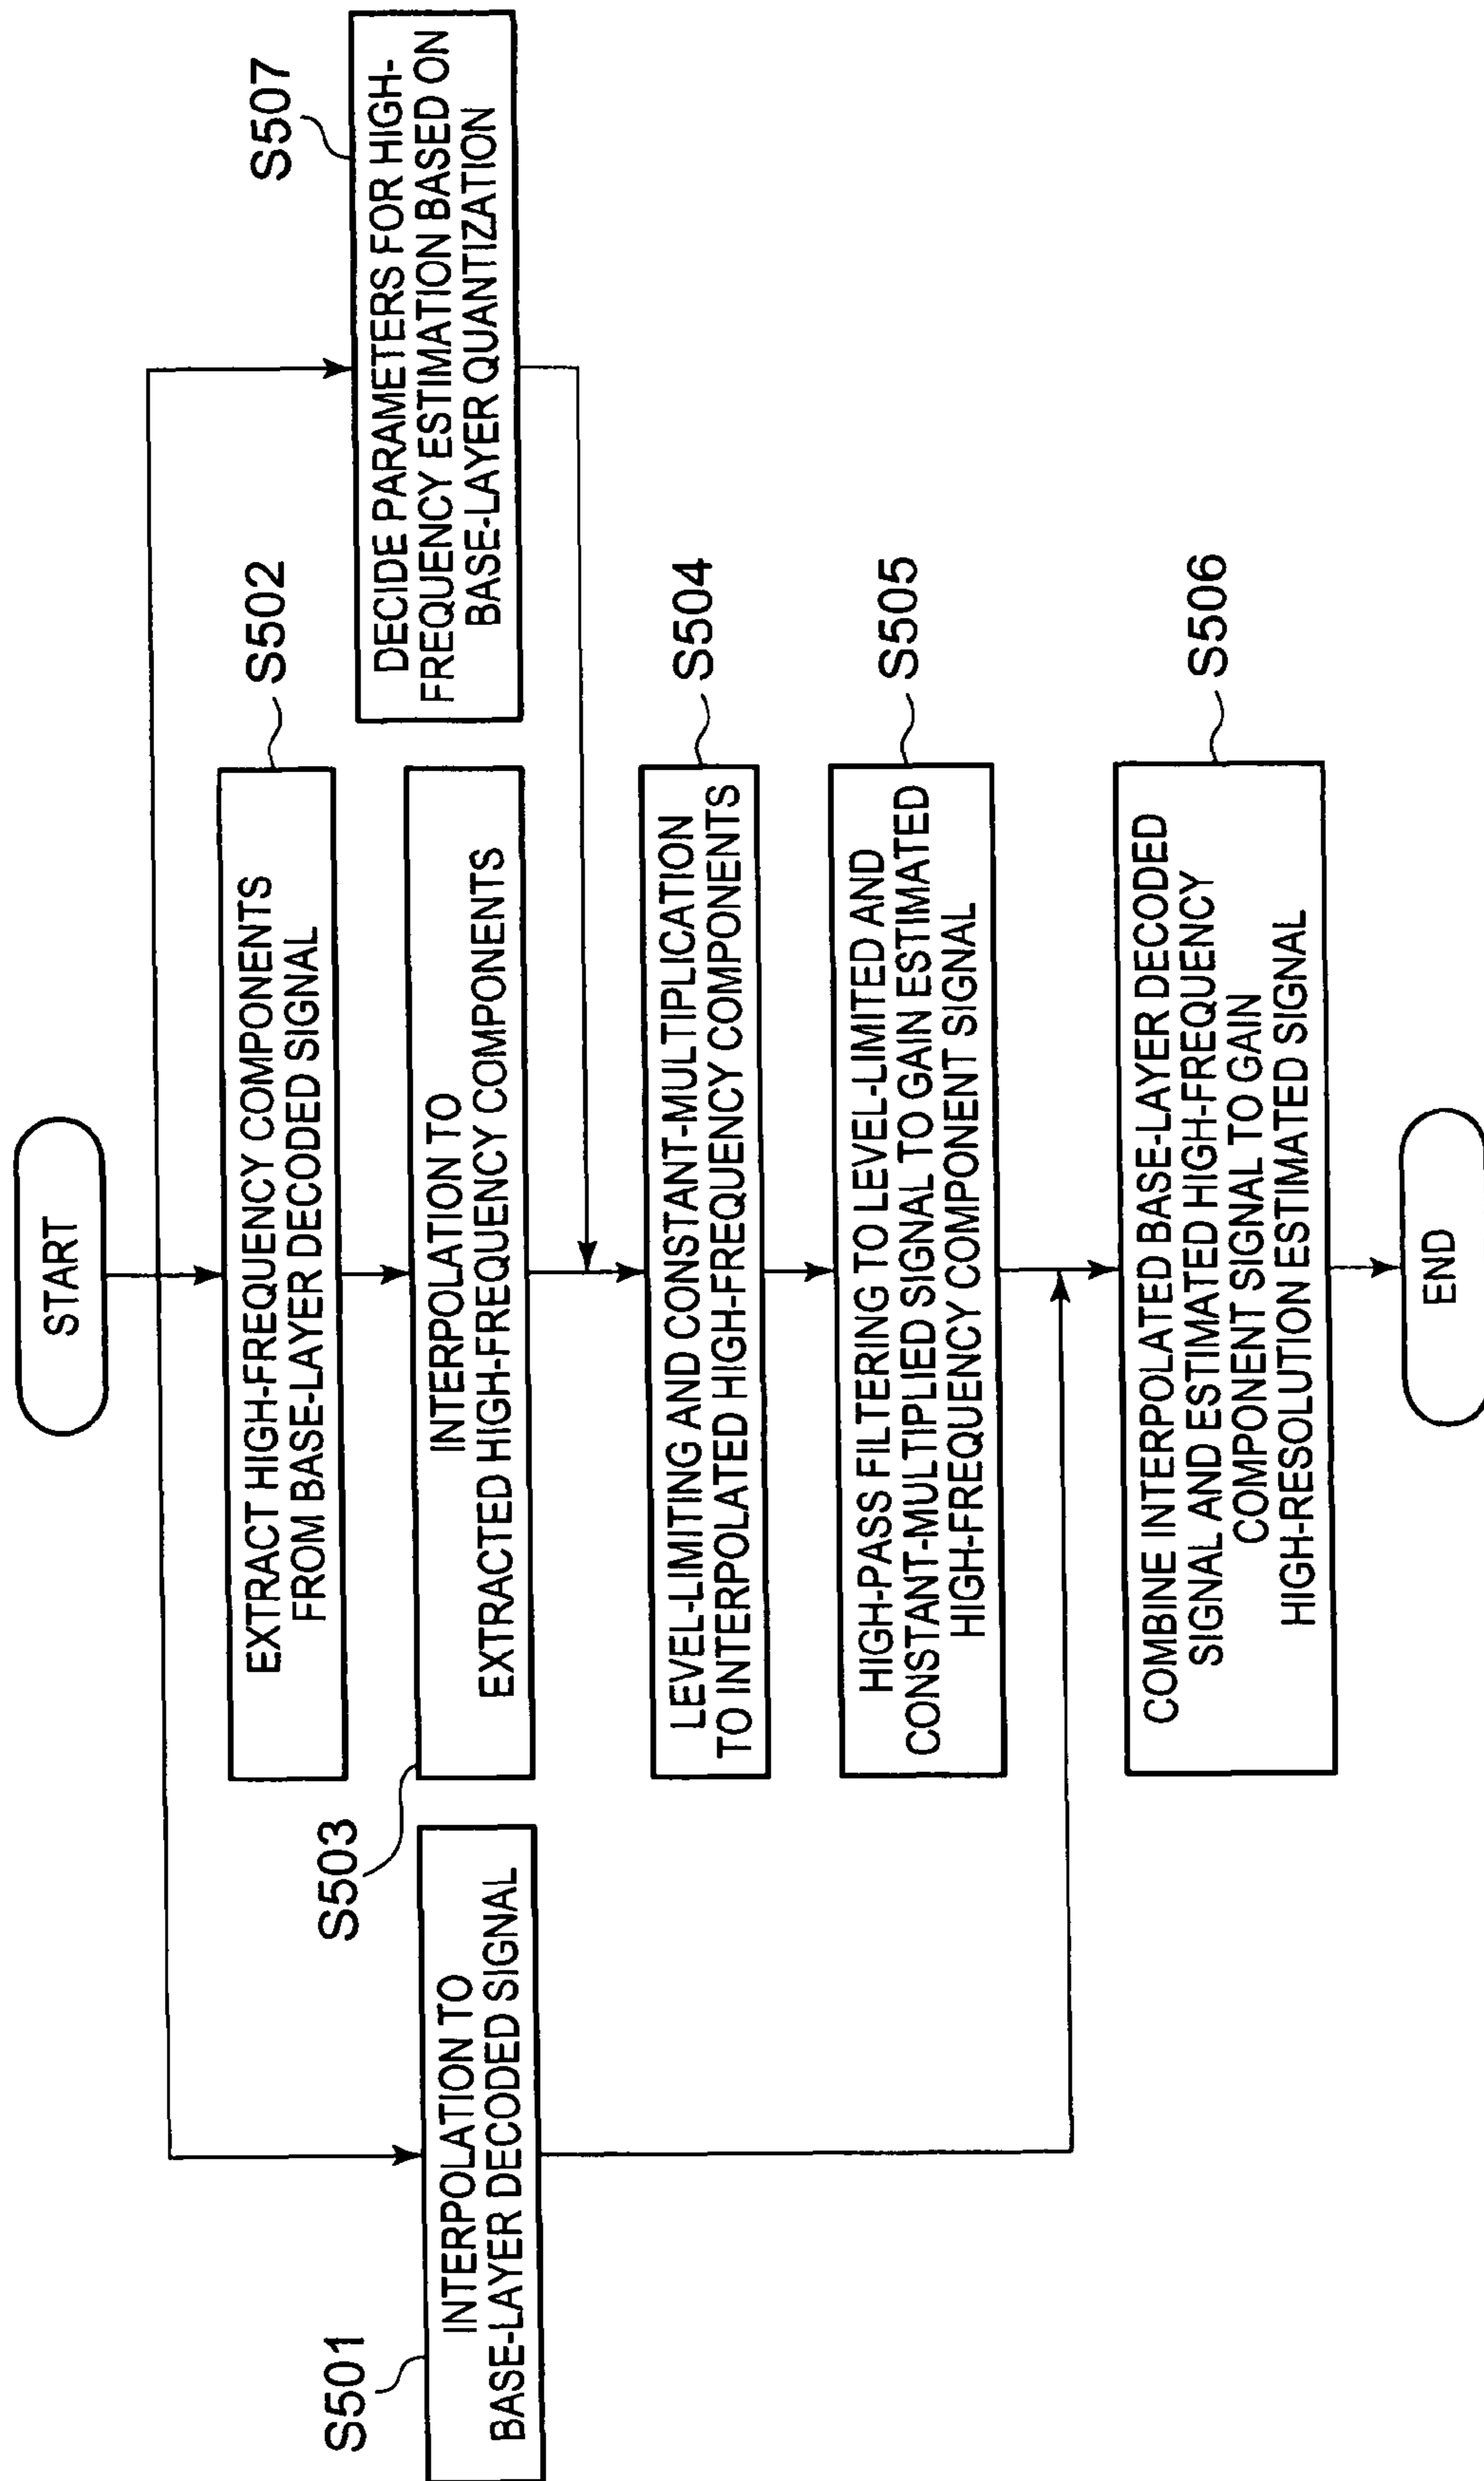 START
S507
DECIDE PARAMETERS FOR HIGH-
FREQUENCY ESTIMATION BASED ON
BASE-LAYER QUANTIZATION
S502
EXTRACT HIGH-FREQUENCY COMPONENTS
FROM BASE-LAYER DECODED SIGNAL
S503
INTERPOLATION TO
EXTRACTED HIGH-FREQUENCY COMPONENTS
S501
INTERPOLATION TO
BASE-LAYER DECODED SIGNAL
S504
LEVEL-LIMITING AND CONSTANT-MULTIPLICATION
TO INTERPOLATED HIGH-FREQUENCY COMPONENTS
S505
HIGH-PASS FILTERING TO LEVEL-LIMITED AND
CONSTANT-MULTIPLIED SIGNAL TO GAIN ESTIMATED
HIGH-FREQUENCY COMPONENT SIGNAL
S506
COMBINE INTERPOLATED BASE-LAYER DECODED
SIGNAL AND ESTIMATED HIGH-FREQUENCY
COMPONENT SIGNAL TO GAIN
HIGH-RESOLUTION ESTIMATED SIGNAL
END